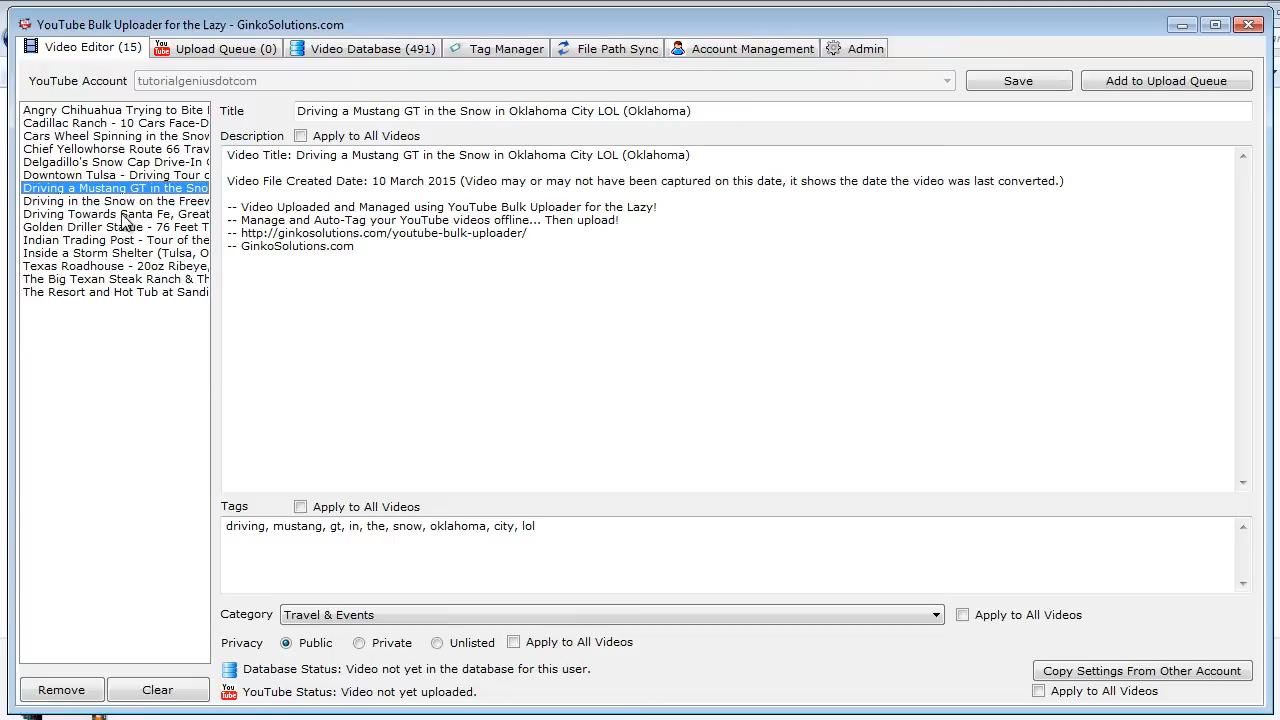 YouTube Bulk Uploader for the Lazy - GinkoSolutions.com
Video Editor (15) Upload Queue (0) Video Database (491) Tag Manager File Path Sync Account Management Admin
YouTube Account tutorialgeniusdotcom Save Add to Upload Queue
Angry Chihuahua Trying to Bite
Cadillac Ranch - 10 Cars Face-D
Cars Wheel Spinning in the Snow
Chief Yellowhorse Route 66 Trav
Delgadillo's Snow Cap Drive-In
Downtown Tulsa - Driving Tour
Driving a Mustang GT in the Sno
Driving in the Snow on the Freew
Driving Towards Santa Fe, Great
Golden Driller Statue - 76 Feet T
Indian Trading Post - Tour of the
Inside a Storm Shelter (Tulsa, O
Texas Roadhouse - 20oz Ribeye,
The Big Texan Steak Ranch & Th
The Resort and Hot Tub at Sandi
Remove Clear
Title Driving a Mustang GT in the Snow in Oklahoma City LOL (Oklahoma)
Description Apply to All Videos
Video Title: Driving a Mustang GT in the Snow in Oklahoma City LOL (Oklahoma)
Video File Created Date: 10 March 2015 (Video may or may not have been captured on this date, it shows the date the video was last converted.)
-- Video Uploaded and Managed using YouTube Bulk Uploader for the Lazy!
-- Manage and Auto-Tag your YouTube videos offline... Then upload!
-- http://ginkosolutions.com/youtube-bulk-uploader/
-- GinkoSolutions.com
Tags Apply to All Videos
driving, mustang, gt, in, the, snow, oklahoma, city, lol
Category Travel & Events Apply to All Videos
Privacy Public Private Unlisted Apply to All Videos
Database Status: Video not yet in the database for this user.
Copy Settings From Other Account
YouTube Status: Video not yet uploaded.
Apply to All Videos